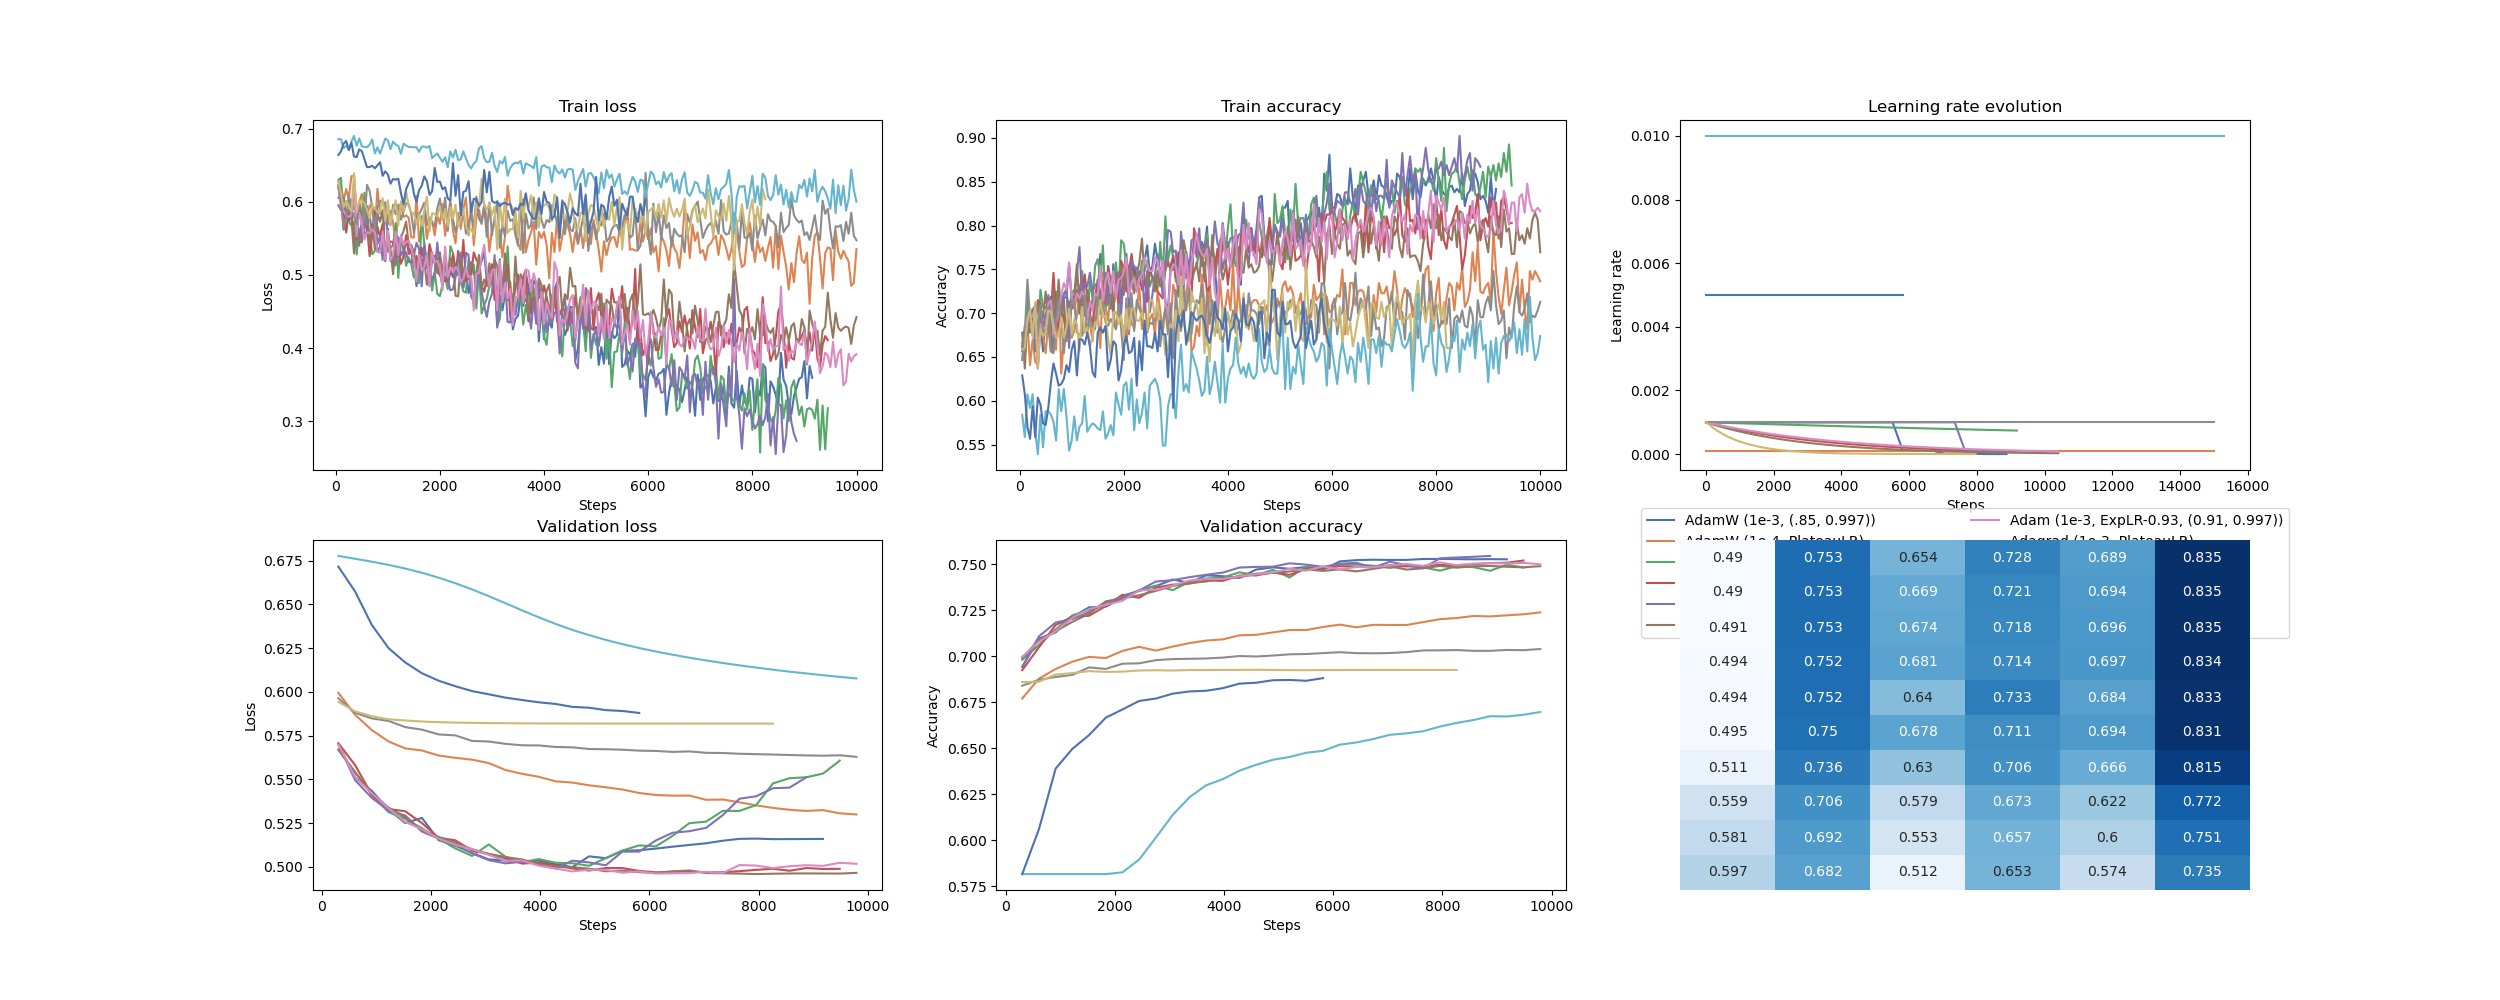 Train loss
0.7
0.6
0.5
0.4
0.3
Loss
0 2000 4000 6000 8000 10000
Steps
Train accuracy
0.90
0.85
0.80
0.75
0.70
0.65
0.60
0.55
Accuracy
0 2000 4000 6000 8000 10000
Steps
Learning rate evolution
0.010
0.008
0.006
0.004
0.002
0.000
Learning rate
0 2000 4000 6000 8000 10000 12000 14000 16000
Steps
Validation loss
0.675
0.650
0.625
0.600
0.575
0.550
0.525
0.500
Loss
0 2000 4000 6000 8000 10000
Steps
Validation accuracy
0.750
0.725
0.700
0.675
0.650
0.625
0.600
0.575
Accuracy
0 2000 4000 6000 8000 10000
Steps
AdamW (1e-3, (.85, 0.997))
Adam (1e-3, ExpLR-0.93, (0.91, 0.997))
AdamW (1e-4, PlateauLR)
Adagrad (1e-3, PlateauLR)
0.49 0.753 0.654 0.728 0.689 0.835
0.49 0.753 0.669 0.721 0.694 0.835
0.491 0.753 0.674 0.718 0.696 0.835
0.494 0.752 0.681 0.714 0.697 0.834
0.494 0.752 0.64 0.733 0.684 0.833
0.495 0.75 0.678 0.711 0.694 0.831
0.511 0.736 0.63 0.706 0.666 0.815
0.559 0.706 0.579 0.673 0.622 0.772
0.581 0.692 0.553 0.657 0.6 0.751
0.597 0.682 0.512 0.653 0.574 0.735